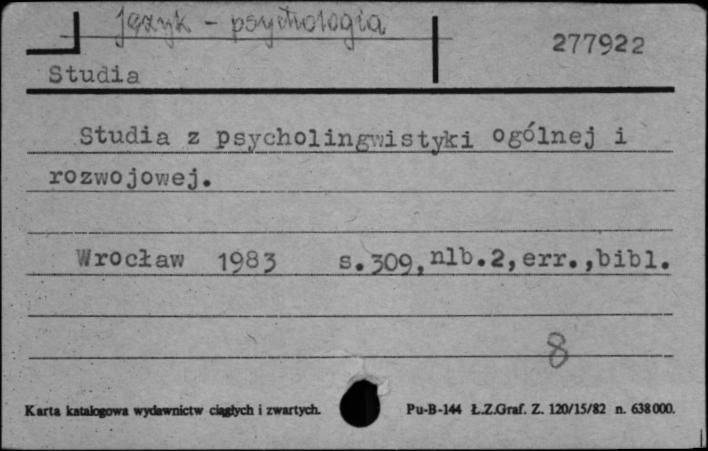 Język - psychologia
277922
Studia
Studia z psycholingwistyki ogólnej i
rozwojowej.
Wrocław 1983 s.309,nlb.2,err.,bibl.
8
Karta katalogowa wydawnictw ciągłych i zwartych. Pu-B-144 Ł.Z.Graf. Z. 120/15/82 n. 638000.